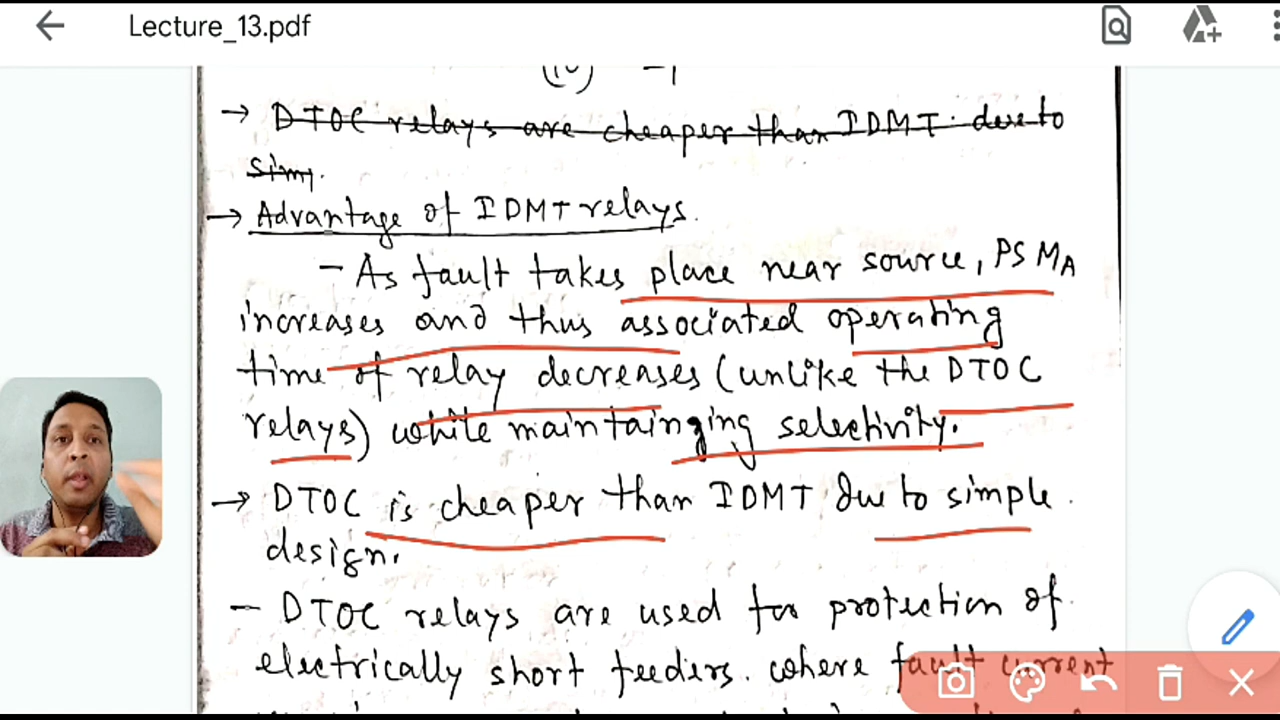 Lecture_13.pdf
→ DTOC relays are cheaper than IDMT. due to
sim
→ Advantage of IDMT relays.
- As fault takes place near source, PSMA
increases and thus associated operating
time of relay decreases (unlike the DTOC
relays) while maintainging selectivity.
→ DTOC is cheaper than IDMT due to simple.
design.
- DTOC relays are used for protection of
electrically short feeders. where fault current